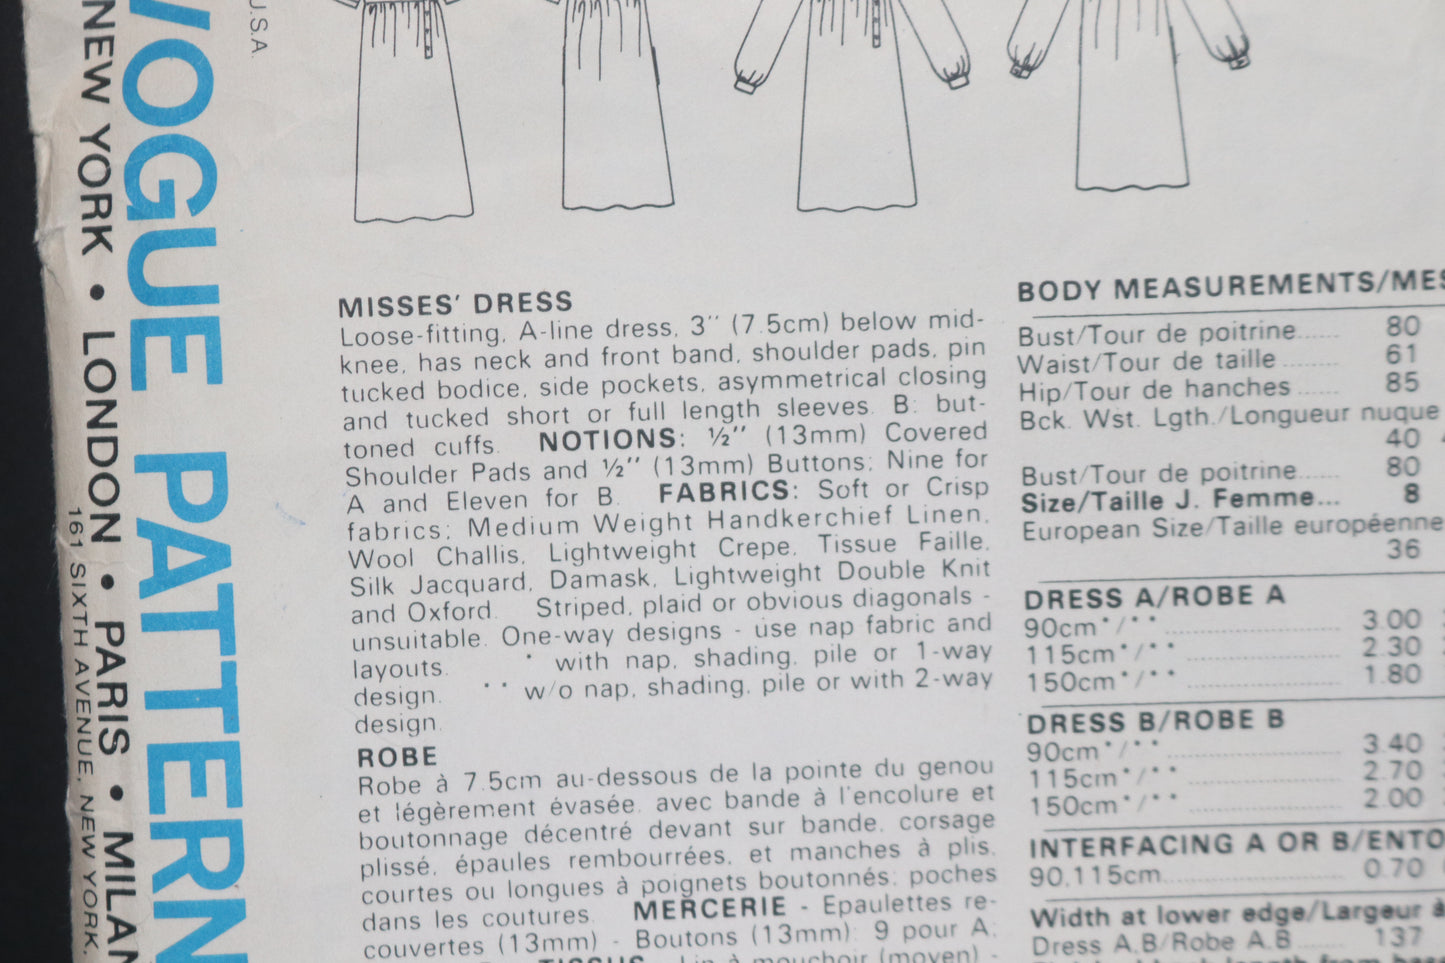 U.S.A.
VOGUE PATTERN
NEW YORK • LONDON • PARIS • MILAN
161 SIXTH AVENUE, NEW YORK,
MISSES' DRESS
Loose-fitting, A-line dress, 3" (7.5cm) below mid-
knee, has neck and front band, shoulder pads, pin
tucked bodice, side pockets, asymmetrical closing
and tucked short or full length sleeves. B: but-
toned cuffs. NOTIONS: ½" (13mm) Covered
Shoulder Pads and ½" (13mm) Buttons; Nine for
A and Eleven for B. FABRICS: Soft or Crisp
fabrics; Medium Weight Handkerchief Linen,
Wool Challis, Lightweight Crepe, Tissue Faille,
Silk Jacquard, Damask, Lightweight Double Knit
and Oxford. Striped, plaid or obvious diagonals -
unsuitable. One-way designs - use nap fabric and
layouts. * with nap, shading, pile or 1-way
design. ** w/o nap, shading, pile or with 2-way
design.
ROBE
Robe à 7.5cm au-dessous de la pointe du genou
et légèrement évasée, avec bande à l'encolure et
boutonnage décentré devant sur bande, corsage
plissé, épaules rembourrées, et manches à plis,
courtes ou longues à poignets boutonnés; poches
dans les coutures. MERCERIE - Epaulettes re-
couvertes (13mm) - Boutons (13mm): 9 pour A;
TISSUS - Lin à mouchoir (moyen) -
BODY MEASUREMENTS/MES
Bust/Tour de poitrine...... 80
Waist/Tour de taille........ 61
Hip/Tour de hanches...... 85
Bck. Wst. Lgth./Longueur nuque
40
Bust/Tour de poitrine...... 80
Size/Taille J. Femme... 8
European Size/Taille européenne
36
DRESS A/ROBE A
90cm*/** 3.00
115cm*/** 2.30
150cm*/** 1.80
DRESS B/ROBE B
90cm*/** 3.40
115cm*/** 2.70
150cm*/** 2.00
INTERFACING A OR B/ENTO
90,115cm 0.70
Width at lower edge/Largeur à
Dress A,B/Robe A,B 137